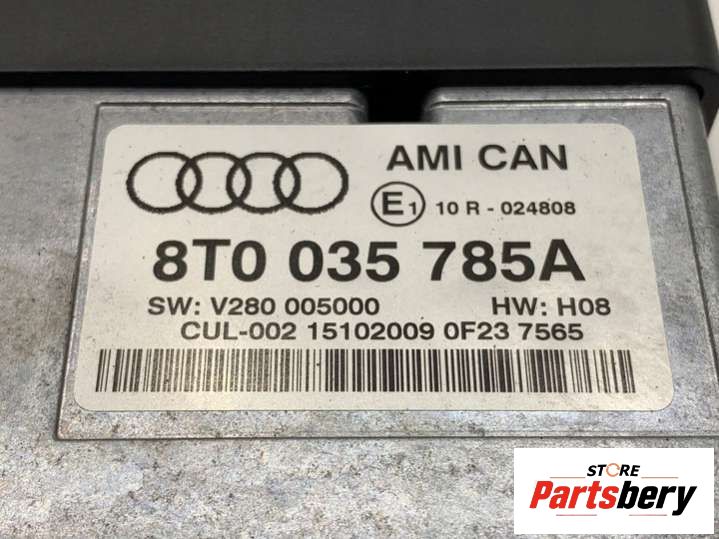 AMI CAN
E1 10 R - 024808
8T0 035 785A
SW: V280 005000 HW: H08
CUL-002 15102009 0F23 7565
STORE
Partsbery